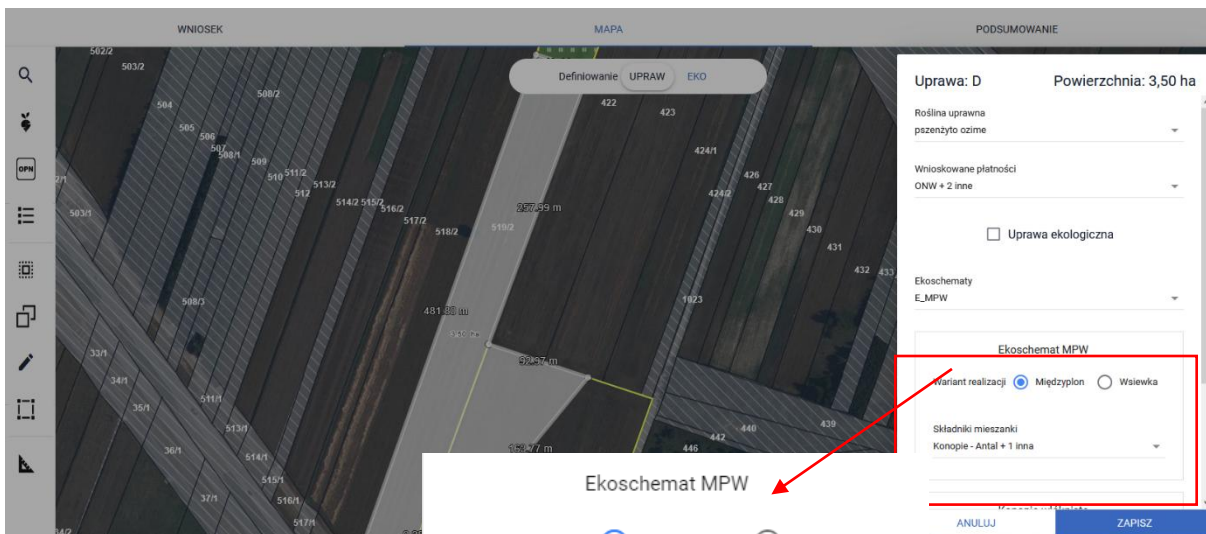 WNIOSEK
MAPA
PODSUMOWANIE
Definiowanie UPRAW EKO
OPN
502/2
503/2
504
508/2
505
506
507
508/1
509
510
511/2
512
513/2
514/2
515/2
516/2
517/2
518/2
519/2
503/1
508/3
33/1
34/1
35/1
36/1
37/1
511/1
513/1
514/1
515/1
516/1
517/1
422
423
424/1
424/2
426
427
428
429
430
431
432
433
1023
439
440
442
446
257.99 m
92.97 m
Uprawa: D Powierzchnia: 3,50 ha
Roślina uprawna
pszenżyto ozime
Wnioskowane płatności
ONW + 2 inne
Uprawa ekologiczna
Ekoschematy
E_MPW
Ekoschemat MPW
Wariant realizacji Międzyplon Wsiewka
Składniki mieszanki
Konopie - Antal + 1 inna
ANULUJ ZAPISZ
Ekoschemat MPW